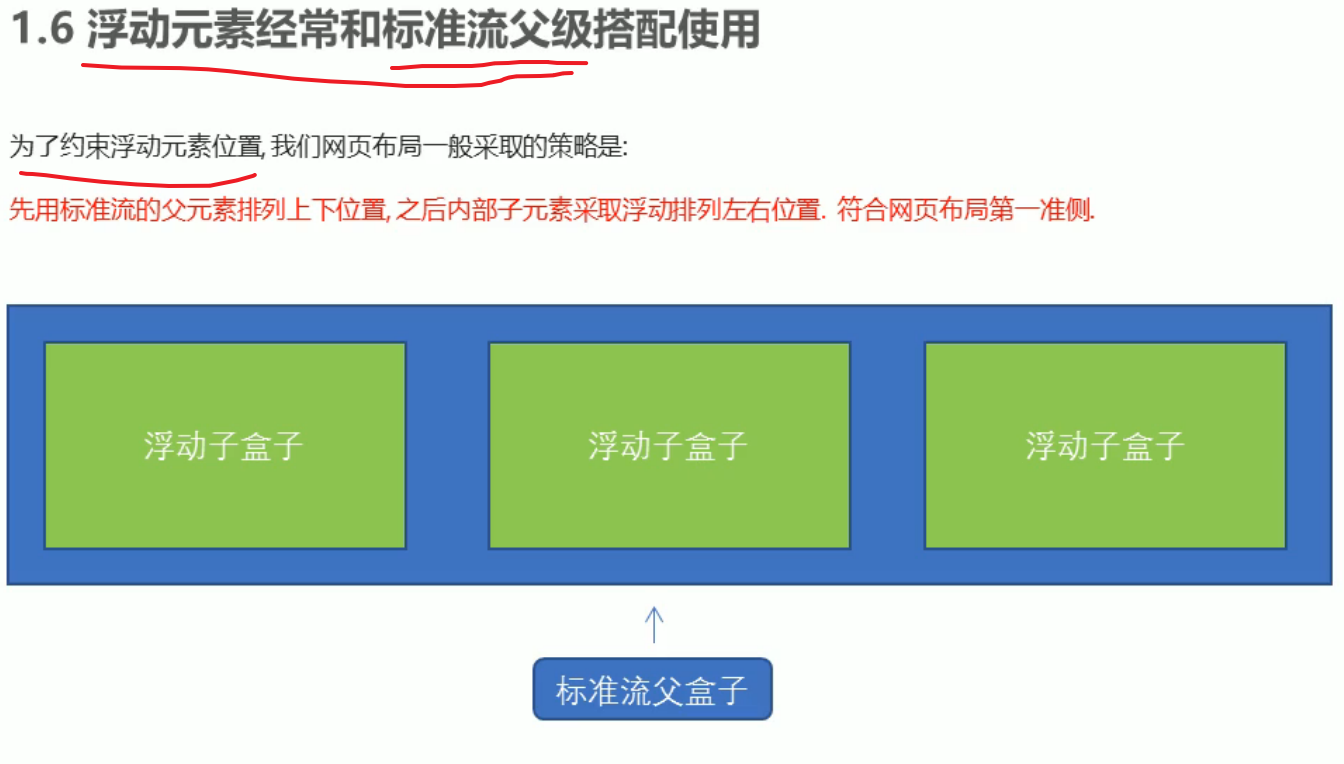 1.6 浮动元素经常和标准流父级搭配使用
为了约束浮动元素位置, 我们网页布局一般采取的策略是:
先用标准流的父元素排列上下位置, 之后内部子元素采取浮动排列左右位置. 符合网页布局第一准侧.
浮动子盒子
浮动子盒子
浮动子盒子
标准流父盒子